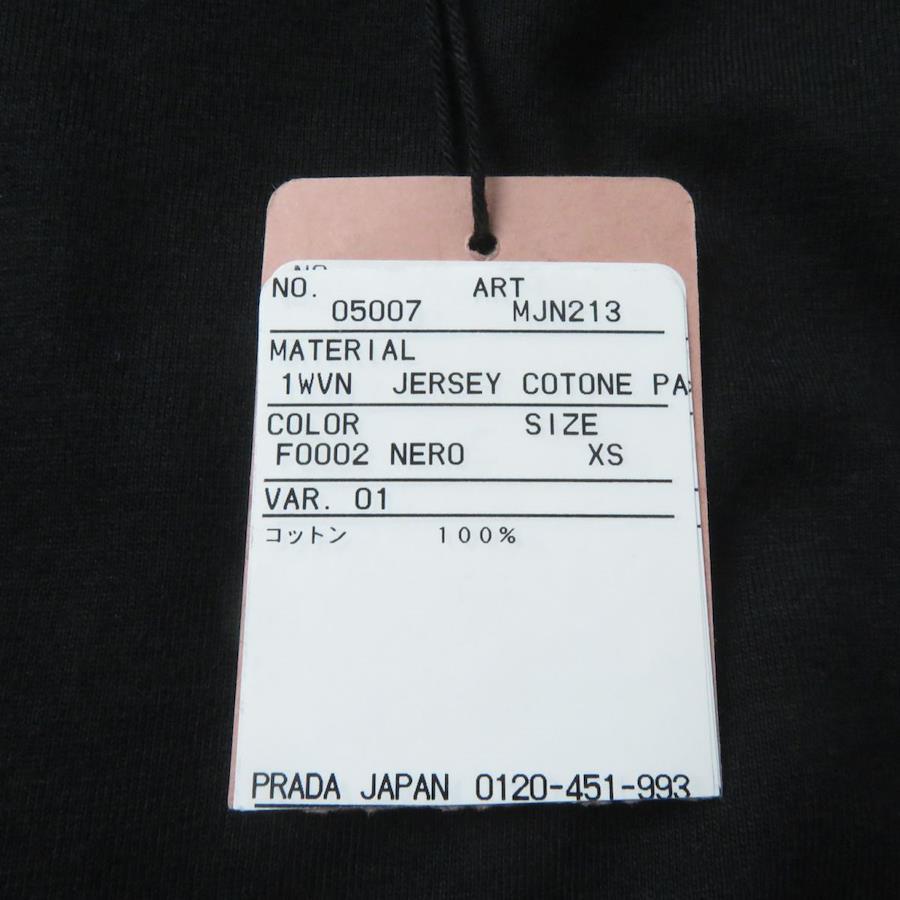 NO. ART
05007 MJN213
MATERIAL
1WVN JERSEY COTONE PA
COLOR SIZE
F0002 NERO XS
VAR. 01
コットン 100%
PRADA JAPAN 0120-451-993